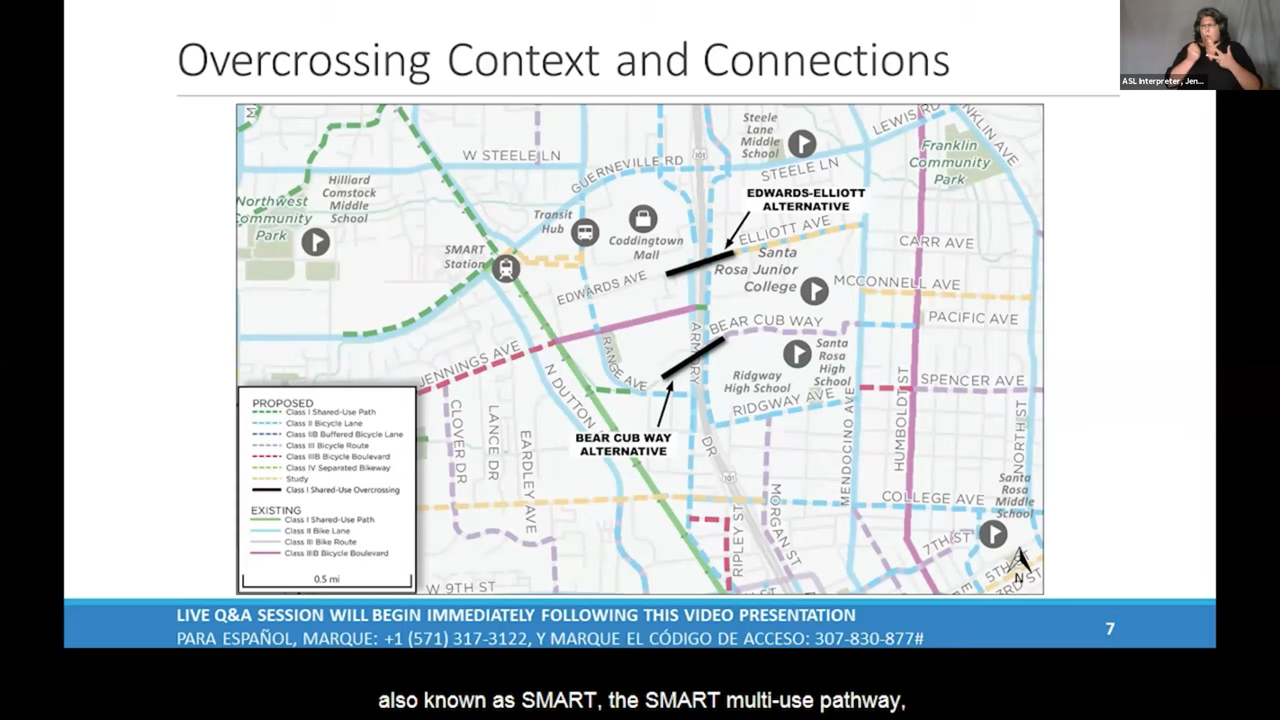 Overcrossing Context and Connections
ASL Interpreter, Jen...
W STEELE LN
GUERNEVILLE RD
101
Steele
Lane
Middle
School
STEELE LN
LEWIS RD
Franklin
Community
Park
Hilliard
Comstock
Middle
School
Northwest
Community
Park
EDWARDS-ELLIOTT
ALTERNATIVE
Transit
Hub
Coddingtown
Mall
SMART
Station
ELLIOTT AVE
CARR AVE
Santa
Rosa Junior
College
EDWARDS AVE
MCCONNELL AVE
PACIFIC AVE
BEAR CUB WAY
ARMORY
DR
RANGE AVE
JENNINGS AVE
Santa
Rosa
High
School
Ridgway
High School
SPENCER AVE
RIDGWAY AVE
N DUTTON
CLOVER DR
LANCE DR
EARDLEY AVE
BEAR CUB WAY
ALTERNATIVE
MENDOCINO AVE
HUMBOLDT ST
NORTH ST
101
COLLEGE AVE
Santa
Rosa
Middle
School
RIPLEY ST
MORGAN ST
7TH ST
5TH ST
W 9TH ST
N
PROPOSED
Class I Shared-Use Path
Class II Bicycle Lane
Class IIB Buffered Bicycle Lane
Class III Bicycle Route
Class IIIB Bicycle Boulevard
Class IV Separated Bikeway
Study
Class I Shared-Use Overcrossing
EXISTING
Class I Shared-Use Path
Class II Bike Lane
Class III Bike Route
Class IIIB Bicycle Boulevard
0.5 mi
LIVE Q&A SESSION WILL BEGIN IMMEDIATELY FOLLOWING THIS VIDEO PRESENTATION
PARA ESPAÑOL, MARQUE: +1 (571) 317-3122, Y MARQUE EL CÓDIGO DE ACCESO: 307-830-877#
7
also known as SMART, the SMART multi-use pathway,